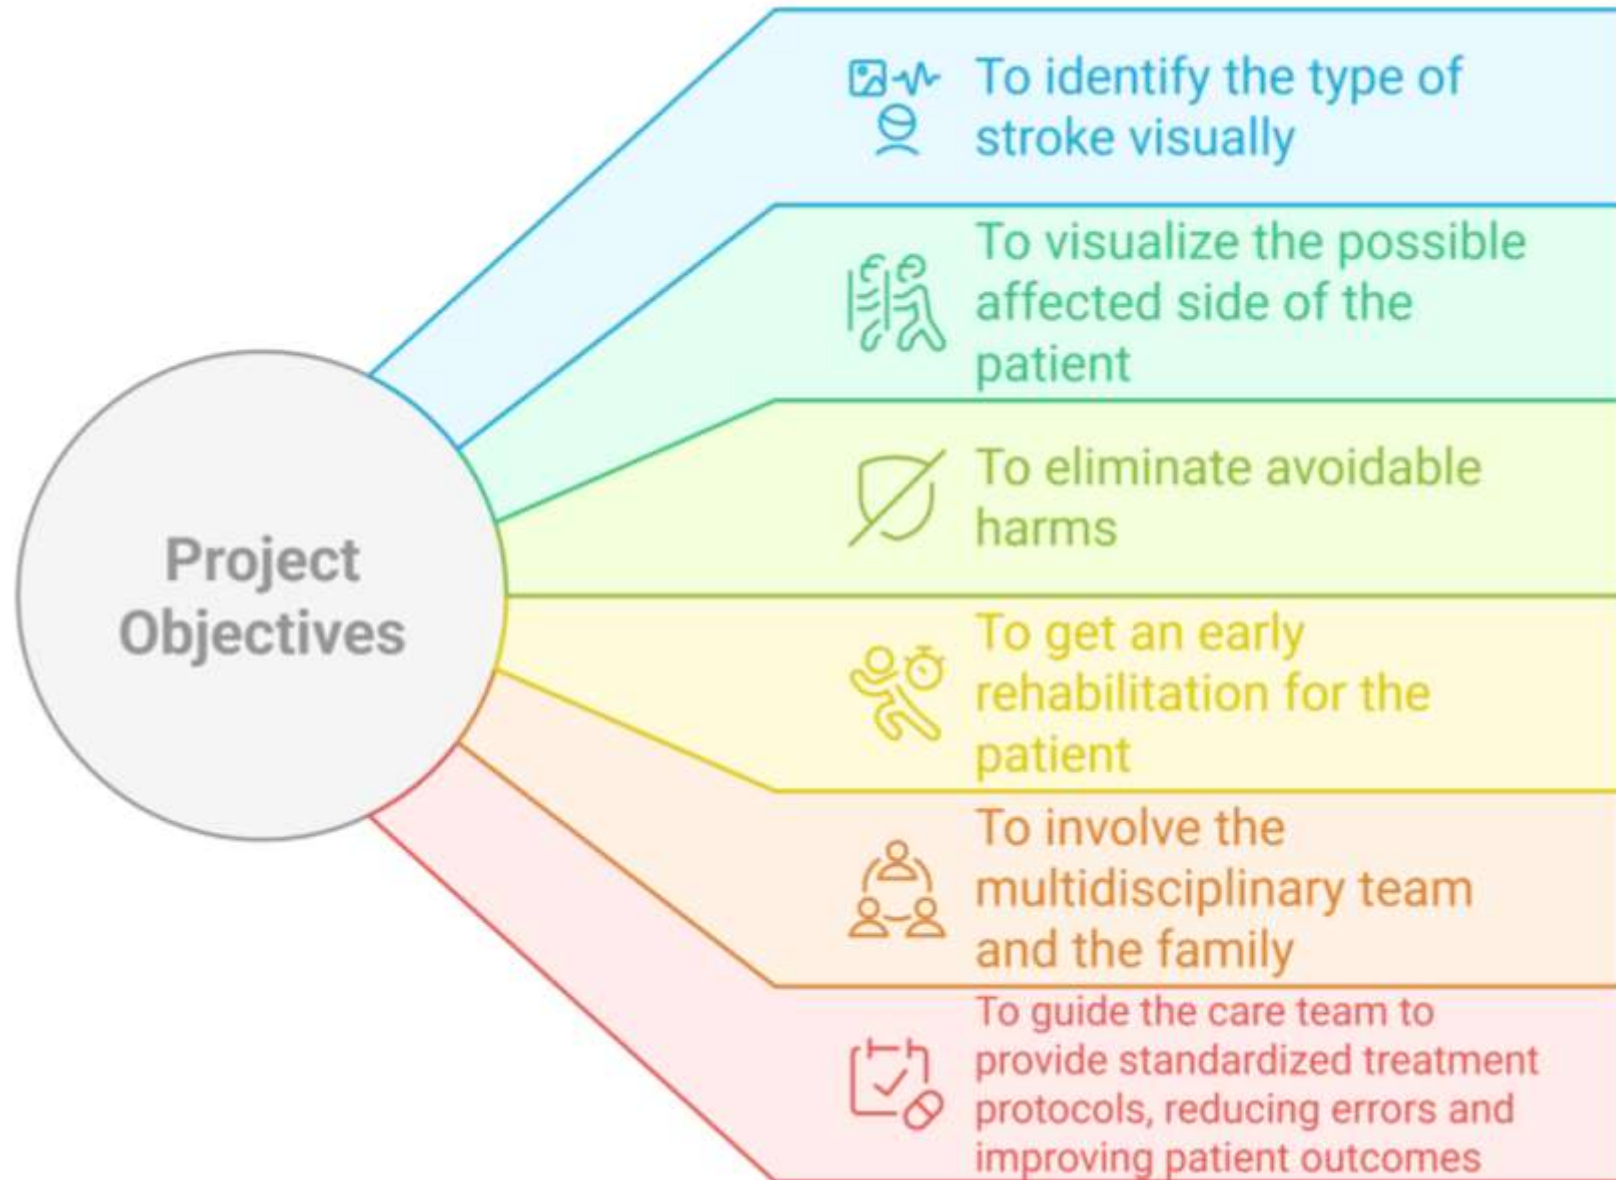 Project
Objectives
To identify the type of
stroke visually
To visualize the possible
affected side of the
patient
To eliminate avoidable
harms
To get an early
rehabilitation for the
patient
To involve the
multidisciplinary team
and the family
To guide the care team to
provide standardized treatment
protocols, reducing errors and
improving patient outcomes